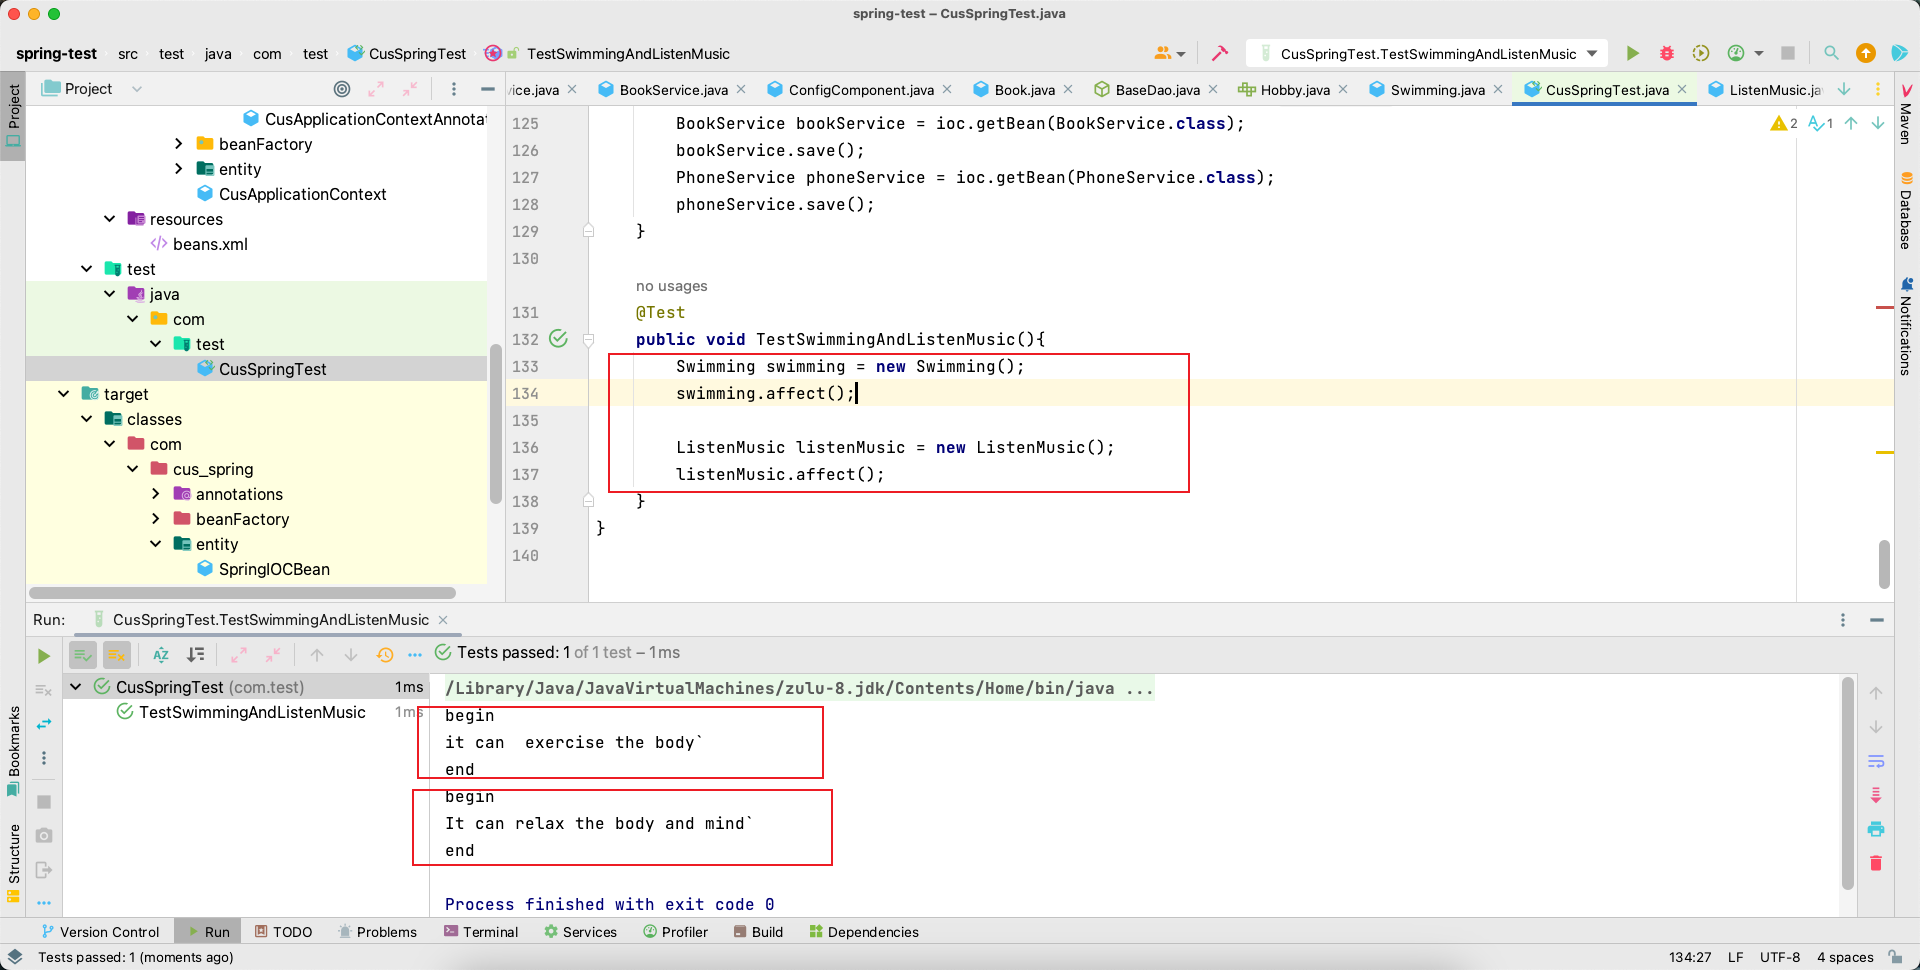 spring-test – CusSpringTest.java
spring-test src test java com test CusSpringTest TestSwimmingAndListenMusic
CusSpringTest.TestSwimmingAndListenMusic
Project
vice.java BookService.java ConfigComponent.java Book.java BaseDao.java Hobby.java Swimming.java CusSpringTest.java ListenMusic.ja
Project
CusApplicationContextAnnotat
beanFactory
entity
CusApplicationContext
resources
beans.xml
test
java
com
test
CusSpringTest
target
classes
com
cus_spring
annotations
beanFactory
entity
SpringIOCBean
125 BookService bookService = ioc.getBean(BookService.class);
126 bookService.save();
127 PhoneService phoneService = ioc.getBean(PhoneService.class);
128 phoneService.save();
129 }
130
no usages
131 @Test
132 public void TestSwimmingAndListenMusic(){
133 Swimming swimming = new Swimming();
134 swimming.affect();
135
136 ListenMusic listenMusic = new ListenMusic();
137 listenMusic.affect();
138 }
139 }
140
2 1
Maven
Database
Notifications
Run: CusSpringTest.TestSwimmingAndListenMusic
Tests passed: 1 of 1 test – 1ms
CusSpringTest (com.test) 1ms
TestSwimmingAndListenMusic 1ms
/Library/Java/JavaVirtualMachines/zulu-8.jdk/Contents/Home/bin/java ...
begin
it can  exercise the body`
end
begin
It can relax the body and mind`
end
Process finished with exit code 0
Bookmarks
Structure
Version Control Run TODO Problems Terminal Services Profiler Build Dependencies
Tests passed: 1 (moments ago)
134:27 LF UTF-8 4 spaces